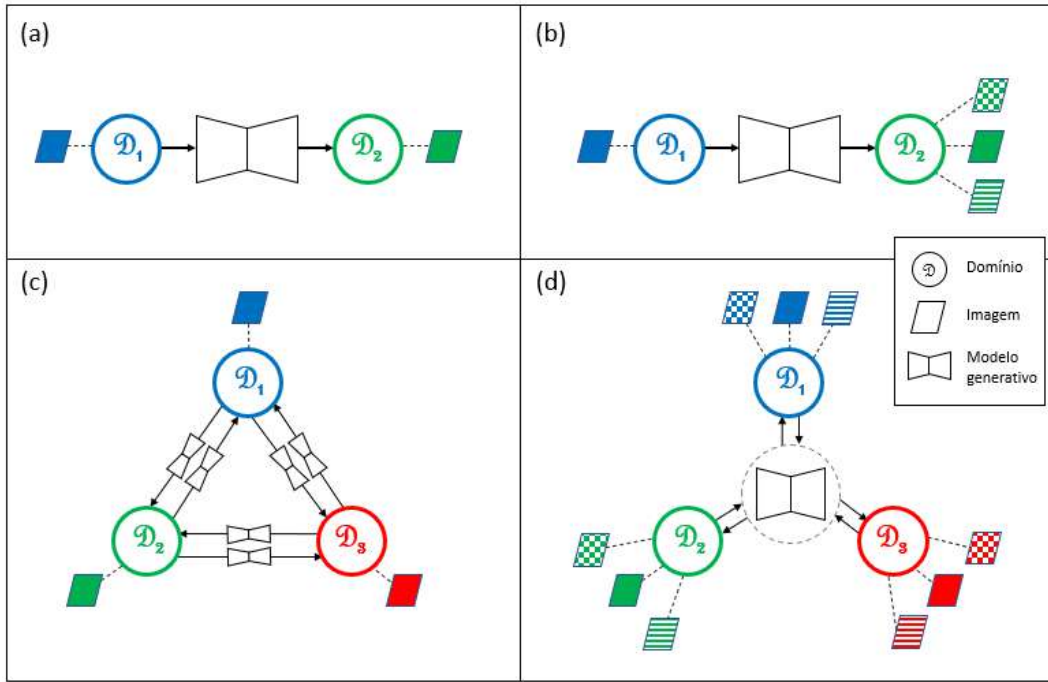 (a)
𝒟1
𝒟2
(b)
𝒟1
𝒟2
(c)
𝒟1
𝒟2
𝒟3
(d)
𝒟1
𝒟2
𝒟3
𝒟 Domínio
Imagem
Modelo
generativo